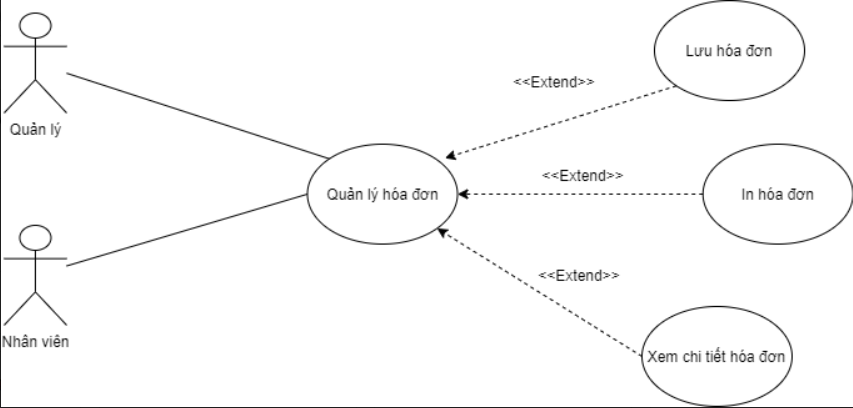 Lưu hóa đơn
<<Extend>>
Quản lý
<<Extend>>
Quản lý hóa đơn
In hóa đơn
<<Extend>>
Nhân viên
Xem chi tiết hóa đơn